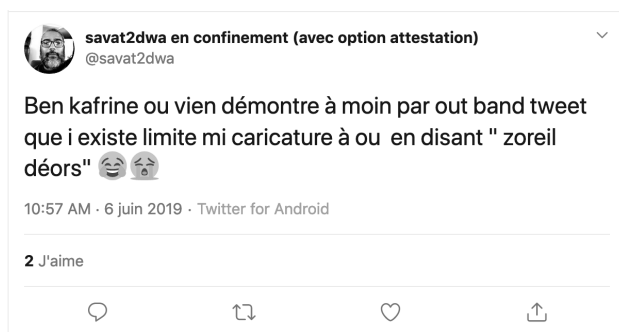 savat2dwa en confinement (avec option attestation)
@savat2dwa
Ben kafrine ou vien démontre à moin par out band tweet
que i existe limite mi caricature à ou en disant " zoreil
déors" 🤣😭
10:57 AM · 6 juin 2019 · Twitter for Android
2 J'aime